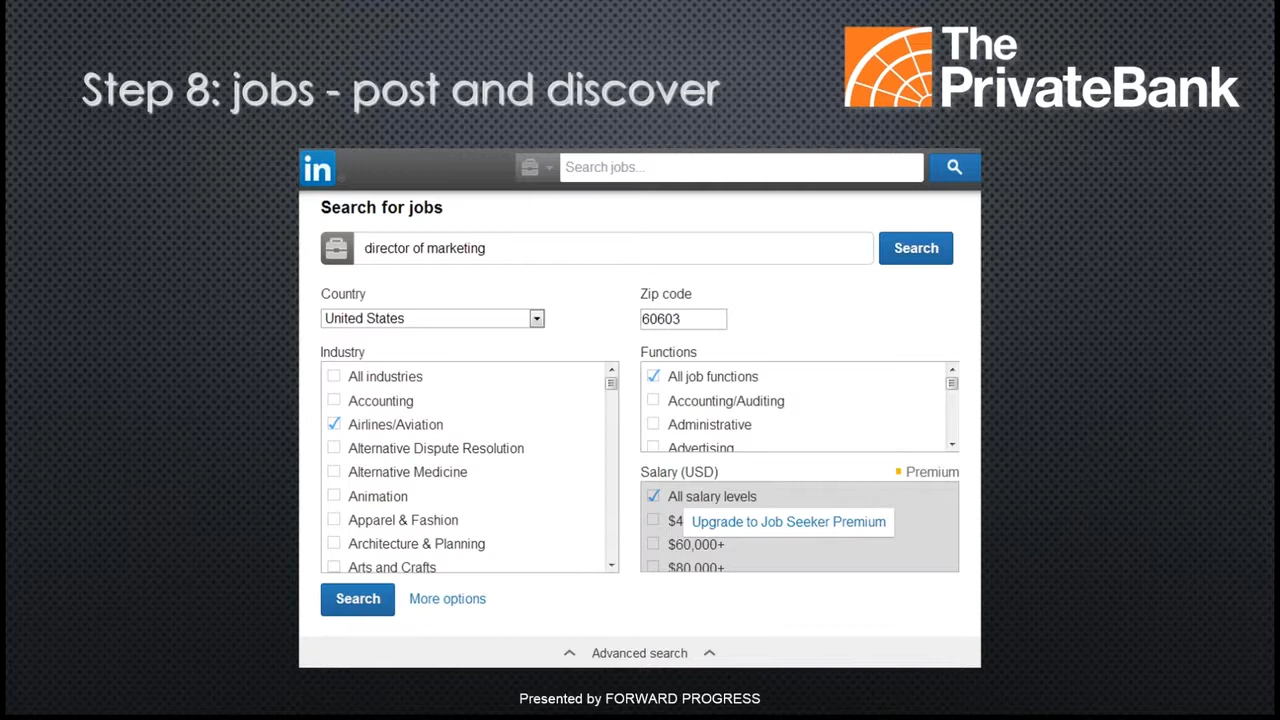 Step 8: jobs - post and discover
The
PrivateBank
in
Search jobs...
Search for jobs
director of marketing
Search
Country
Zip code
United States
60603
Industry
Functions
All industries
Accounting
Airlines/Aviation
Alternative Dispute Resolution
Alternative Medicine
Animation
Apparel & Fashion
Architecture & Planning
Arts and Crafts
All job functions
Accounting/Auditing
Administrative
Advertising
Salary (USD)
Premium
All salary levels
$4
Upgrade to Job Seeker Premium
$60,000+
$80,000+
Search
More options
Advanced search
Presented by FORWARD PROGRESS